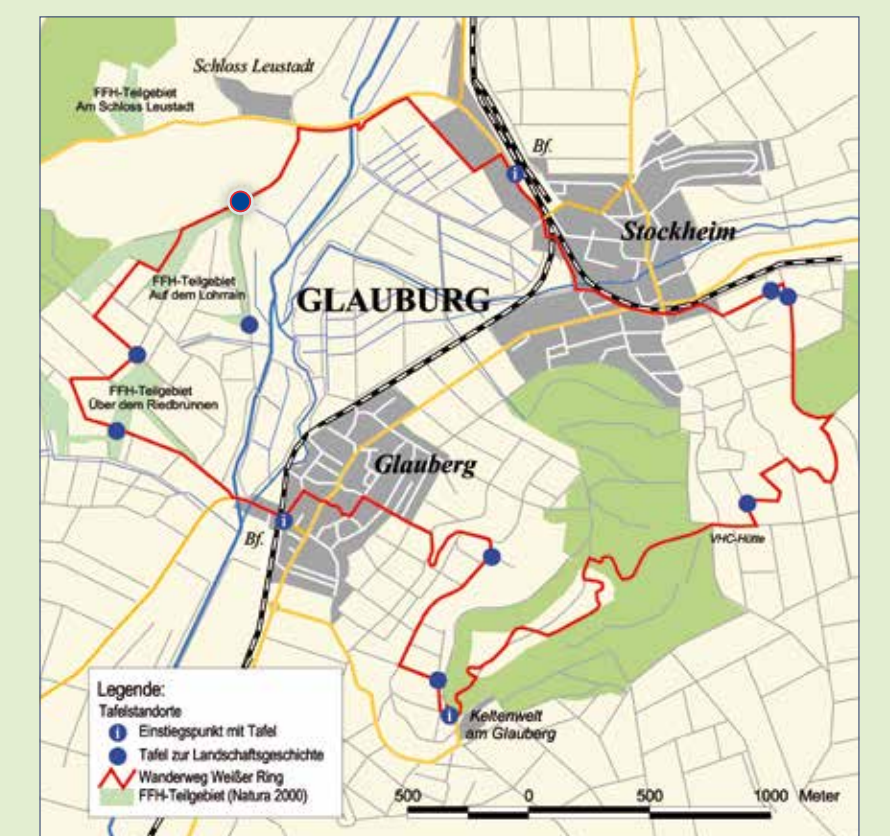 Schloss Leustadt
FFH-Teilgebiet
Am Schloss Leustadt
Bf.
i
Stockheim
FFH-Teilgebiet
Auf dem Lohrrain
GLAUBURG
FFH-Teilgebiet
Über dem Riedbrunnen
Glauberg
i
Bf.
VHC-Hütte
i
Keltenwelt
am Glauberg
Legende:
Tafelstandorte
i Einstiegspunkt mit Tafel
Tafel zur Landschaftsgeschichte
Wanderweg Weißer Ring
FFH-Teilgebiet (Natura 2000)
500 0 500 1000 Meter